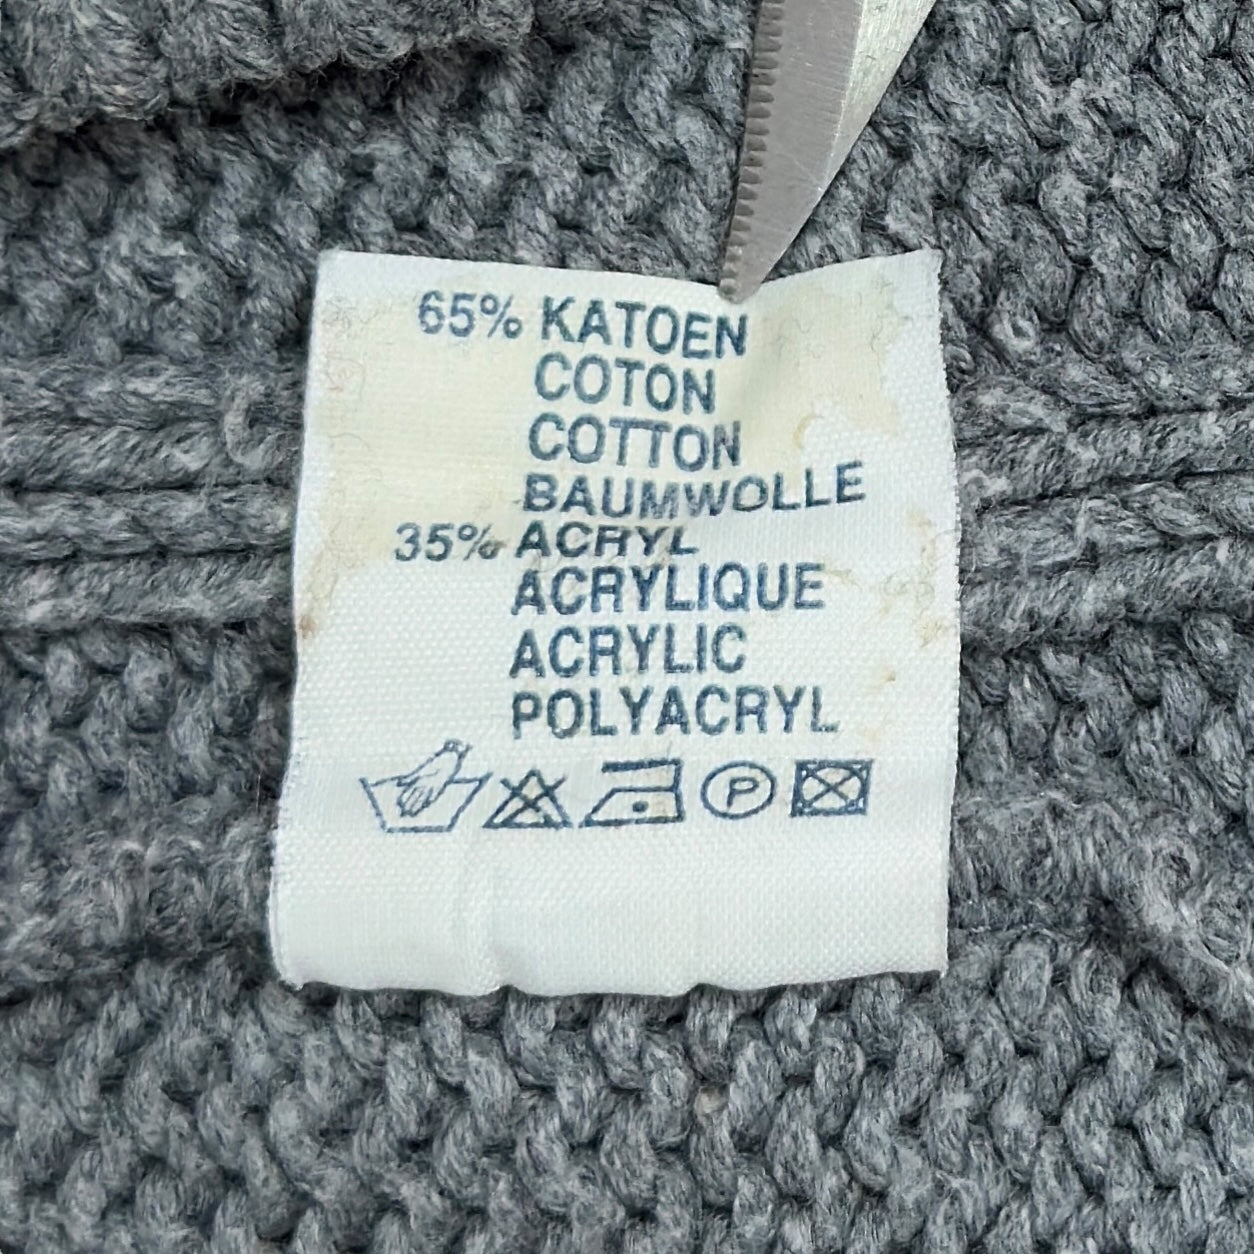 65% KATOEN
COTON
COTTON
BAUMWOLLE
35% ACRYL
ACRYLIQUE
ACRYLIC
POLYACRYL
P